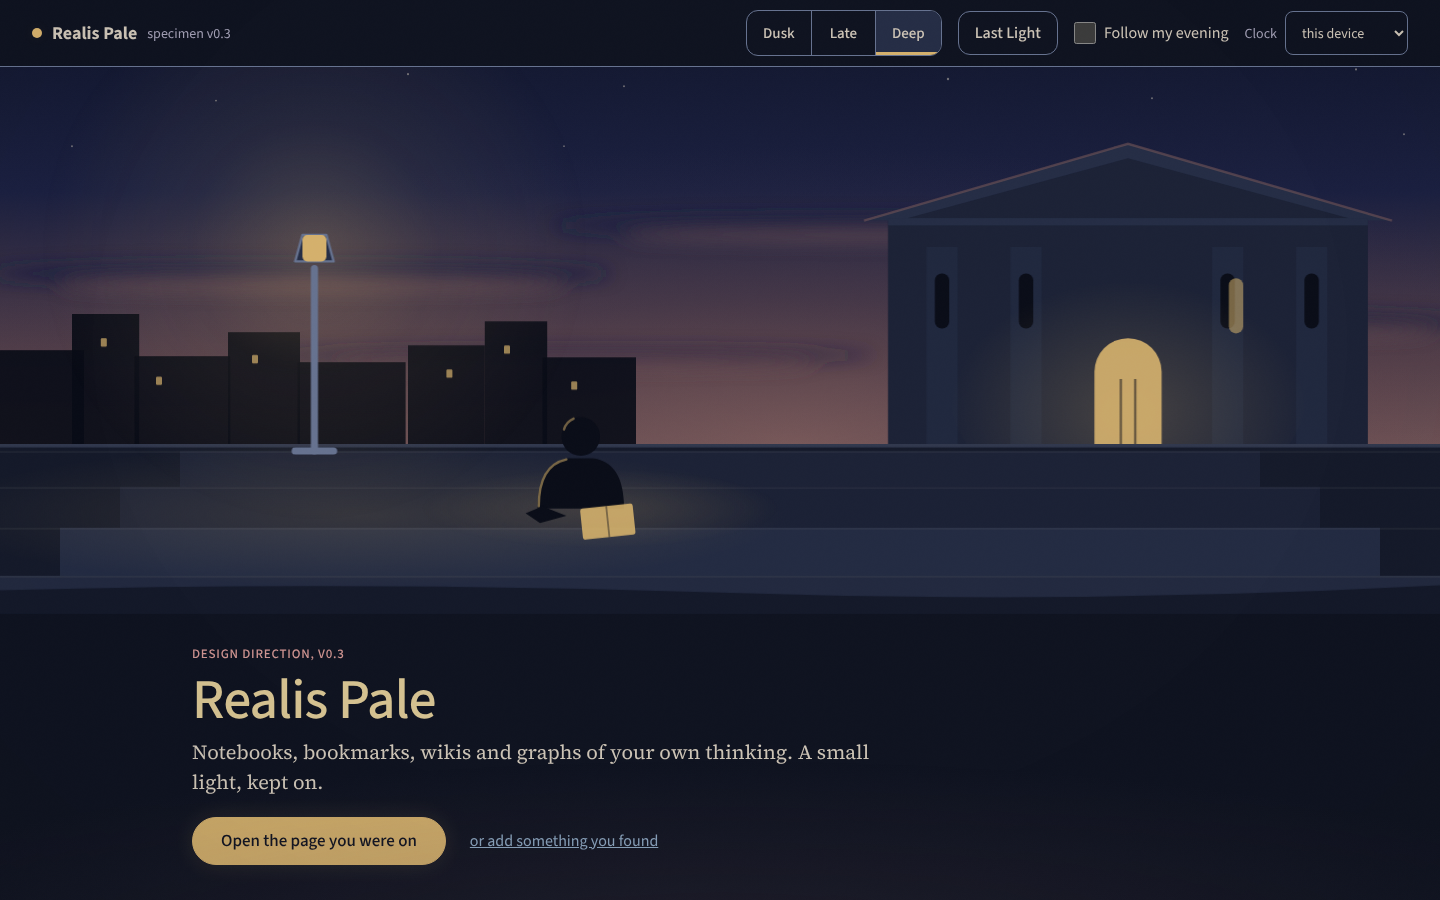 Realis Pale specimen v0.3
Dusk Late Deep Last Light Follow my evening Clock this device
DESIGN DIRECTION, V0.3
Realis Pale
Notebooks, bookmarks, wikis and graphs of your own thinking. A small
light, kept on.
Open the page you were on or add something you found